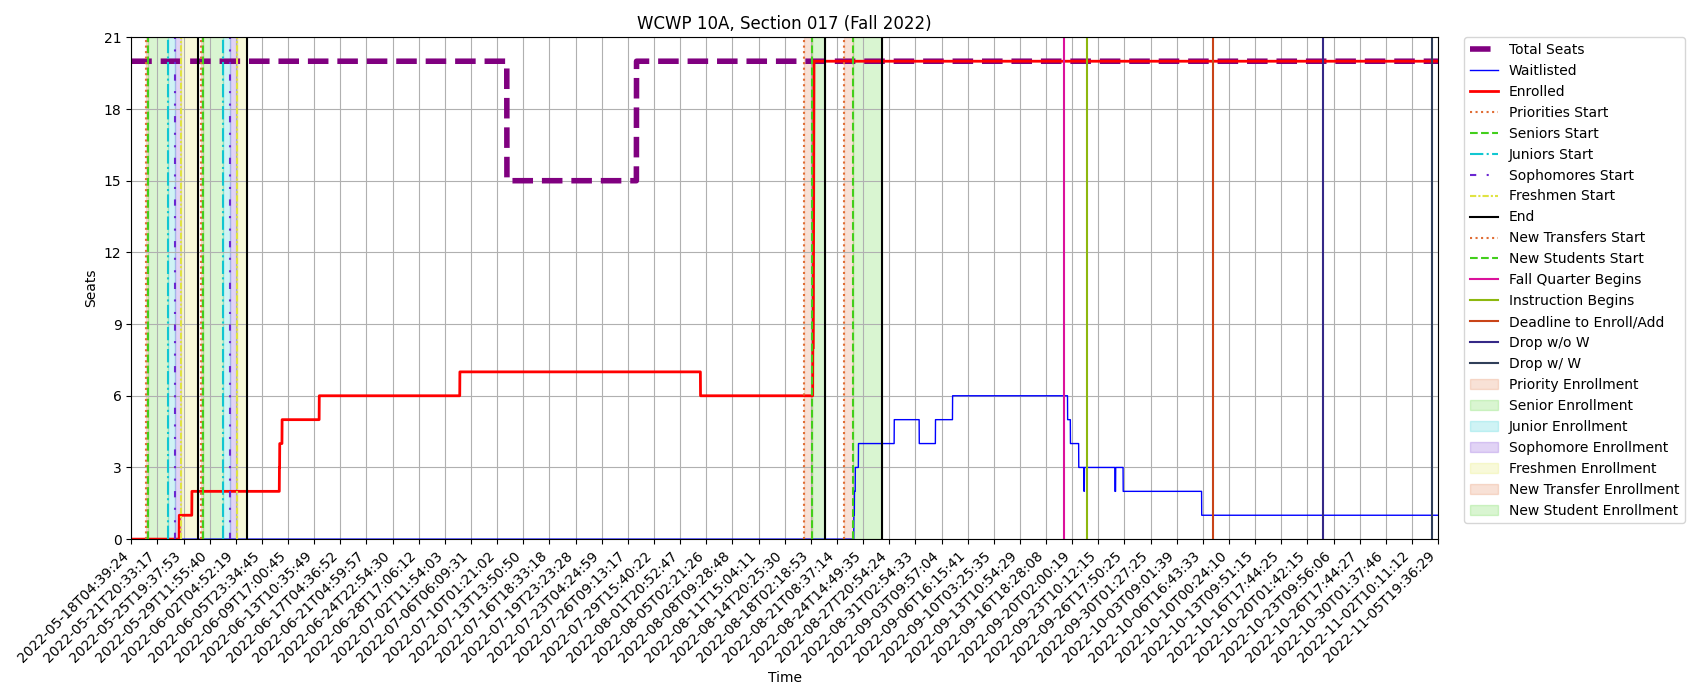 WCWP 10A, Section 017 (Fall 2022)
21
18
15
12
9
6
3
0
Seats
2022-05-18T04:39:24
2022-05-21T20:33:17
2022-05-25T19:37:53
2022-05-29T11:55:40
2022-06-02T04:52:19
2022-06-05T23:34:45
2022-06-09T17:00:45
2022-06-13T10:35:49
2022-06-17T04:36:52
2022-06-21T04:59:57
2022-06-24T22:54:30
2022-06-28T17:06:12
2022-07-02T11:54:03
2022-07-06T06:09:31
2022-07-10T01:21:02
2022-07-13T13:50:50
2022-07-16T18:33:18
2022-07-19T23:23:28
2022-07-23T04:24:59
2022-07-26T09:13:17
2022-07-29T15:40:22
2022-08-01T20:52:47
2022-08-05T02:21:26
2022-08-08T09:28:48
2022-08-11T15:04:11
2022-08-14T20:25:30
2022-08-18T02:18:53
2022-08-21T08:37:14
2022-08-24T14:49:35
2022-08-27T20:54:24
2022-08-31T02:54:33
2022-09-03T09:57:04
2022-09-06T16:15:41
2022-09-10T03:25:35
2022-09-13T10:54:29
2022-09-16T18:28:08
2022-09-20T02:00:19
2022-09-23T10:12:15
2022-09-26T17:50:25
2022-09-30T01:27:25
2022-10-03T09:01:39
2022-10-06T16:43:33
2022-10-10T00:24:10
2022-10-13T09:51:15
2022-10-16T17:44:25
2022-10-20T01:42:15
2022-10-23T09:56:06
2022-10-26T17:44:27
2022-10-30T01:37:46
2022-11-02T10:11:12
2022-11-05T19:36:29
Time
Total Seats
Waitlisted
Enrolled
Priorities Start
Seniors Start
Juniors Start
Sophomores Start
Freshmen Start
End
New Transfers Start
New Students Start
Fall Quarter Begins
Instruction Begins
Deadline to Enroll/Add
Drop w/o W
Drop w/ W
Priority Enrollment
Senior Enrollment
Junior Enrollment
Sophomore Enrollment
Freshmen Enrollment
New Transfer Enrollment
New Student Enrollment